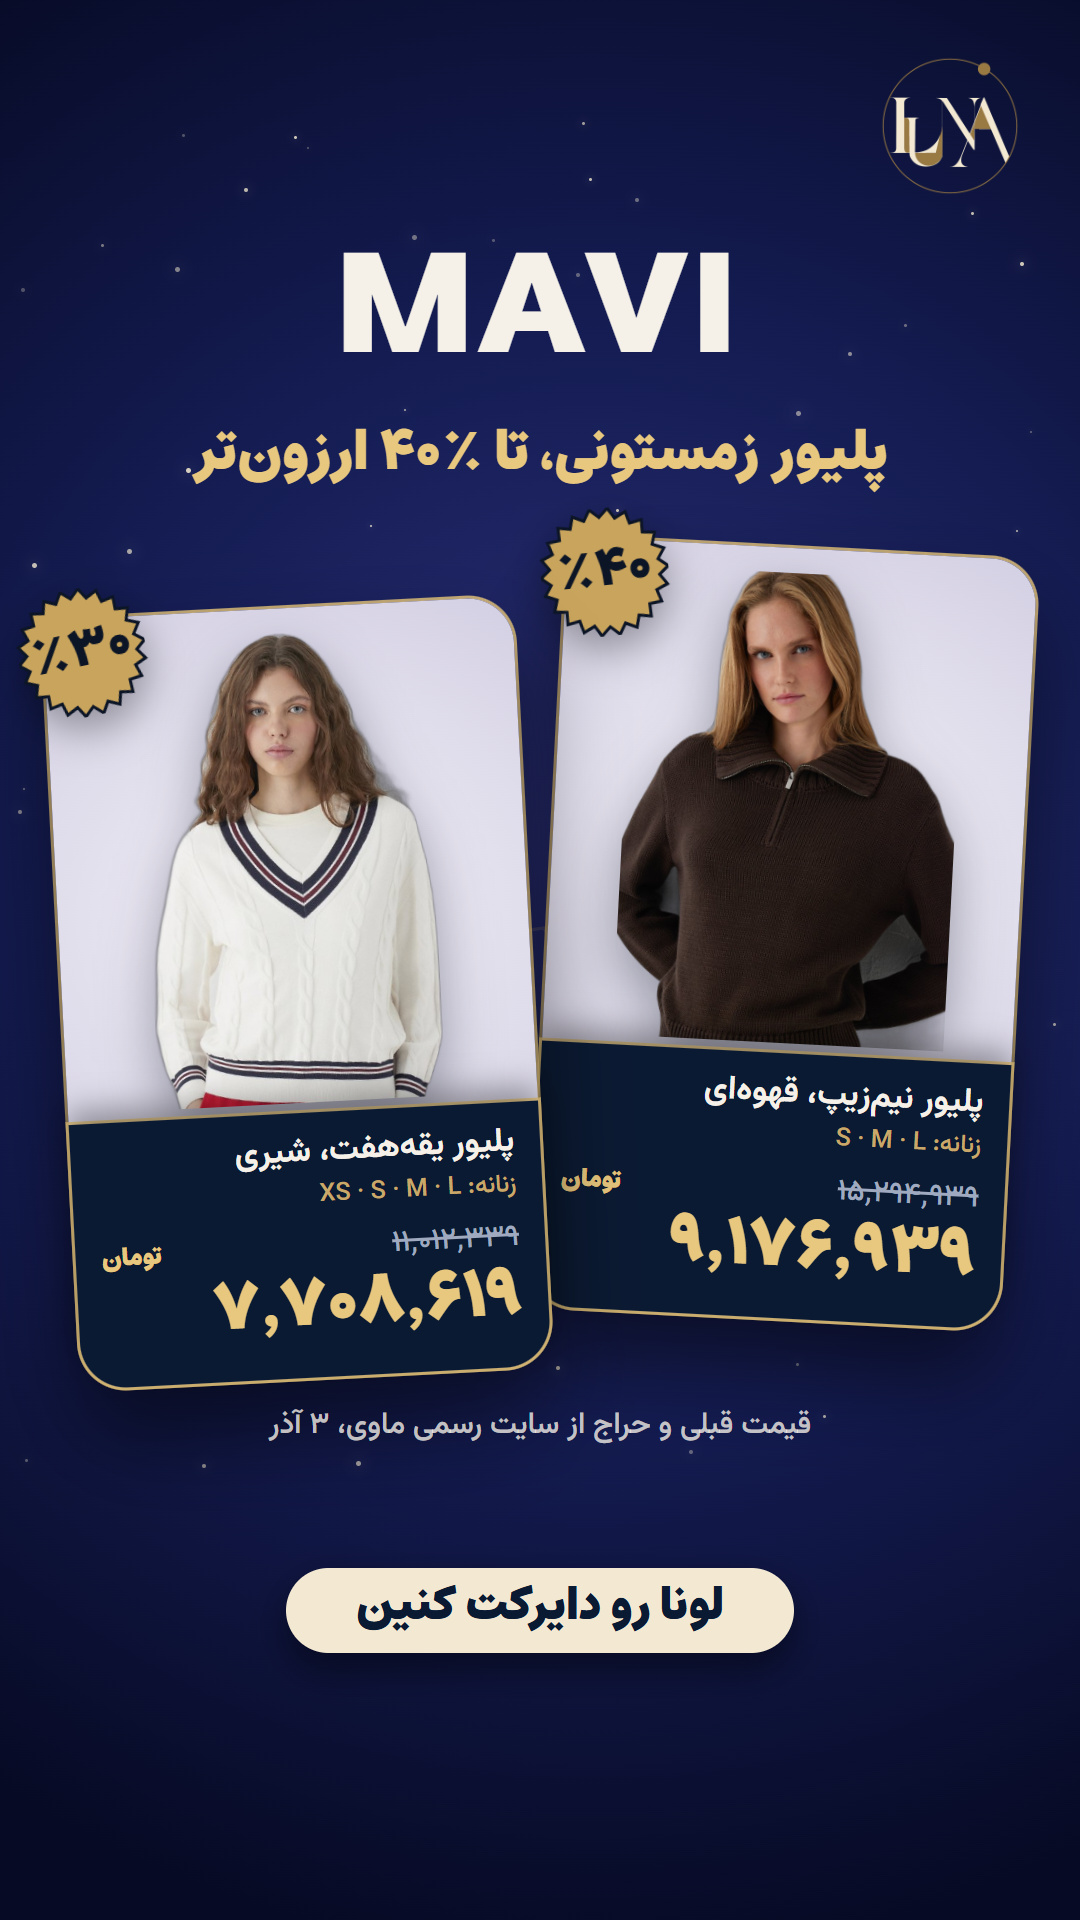 LUNA
MAVI
پلیور زمستونی، تا ۴۰٪ ارزون‌تر
۴۰٪
پلیور نیم‌زیپ، قهوه‌ای
زنانه: S · M · L
۱۵,۲۹۴,۹۳۹
۹,۱۷۶,۹۳۹
تومان
۳۰٪
پلیور یقه‌هفت، شیری
زنانه: XS · S · M · L
۱۱,۰۱۲,۳۳۹
۷,۷۰۸,۶۱۹
تومان
قیمت قبلی و حراج از سایت رسمی ماوی، ۳ آذر
لونا رو دایرکت کنین